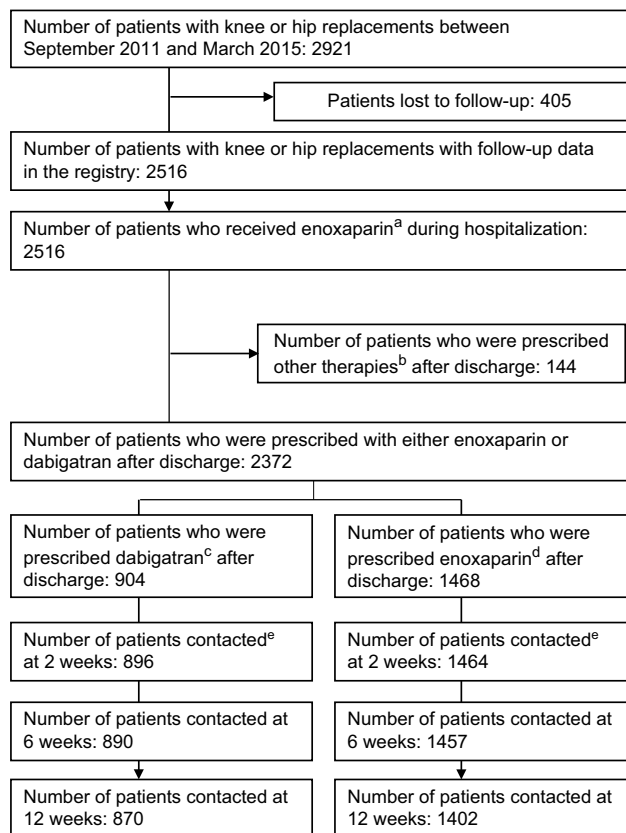 Number of patients with knee or hip replacements between
September 2011 and March 2015: 2921
Patients lost to follow-up: 405
Number of patients with knee or hip replacements with follow-up data
in the registry: 2516
Number of patients who received enoxaparinᵃ during hospitalization:
2516
Number of patients who were prescribed
other therapiesᵇ after discharge: 144
Number of patients who were prescribed with either enoxaparin or
dabigatran after discharge: 2372
Number of patients who were
prescribed dabigatranᶜ after
discharge: 904
Number of patients who were
prescribed enoxaparinᵈ after
discharge: 1468
Number of patients contactedᵉ
at 2 weeks: 896
Number of patients contactedᵉ
at 2 weeks: 1464
Number of patients contacted at
6 weeks: 890
Number of patients contacted at
6 weeks: 1457
Number of patients contacted at
12 weeks: 870
Number of patients contacted at
12 weeks: 1402